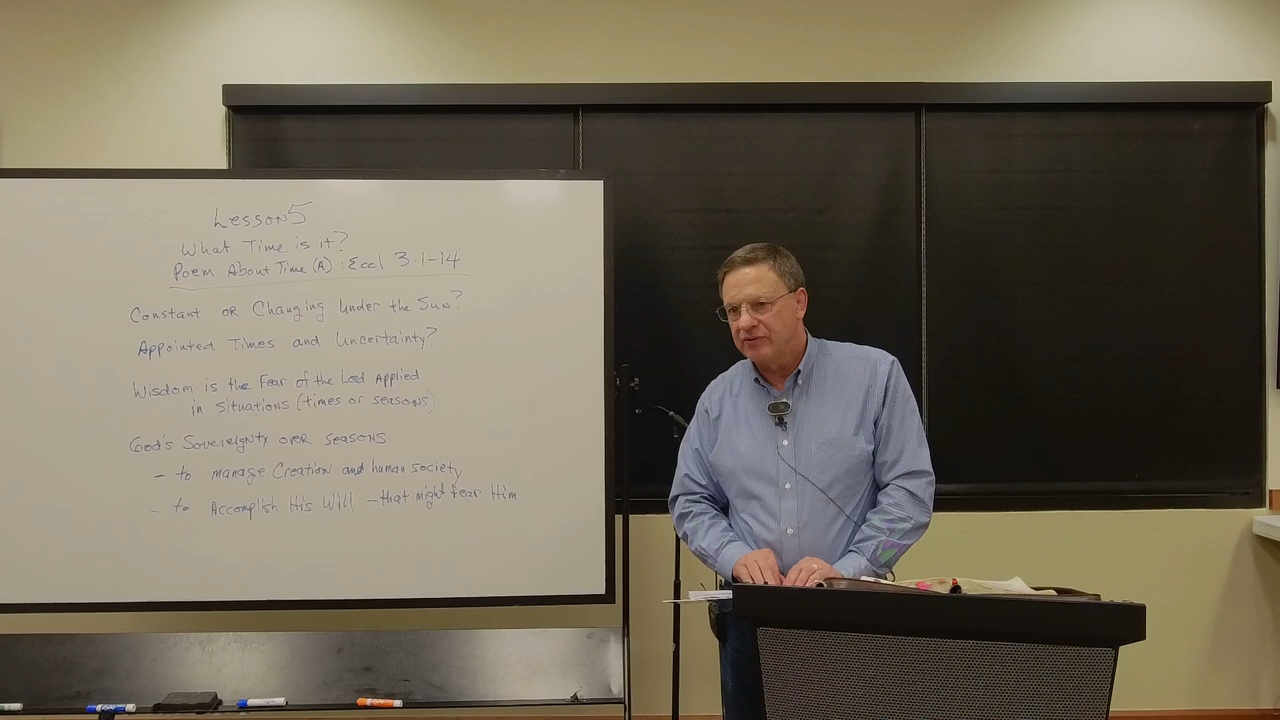 Lesson 5
What Time is it?
Poem About Time (A) : Eccl 3:1-14
Constant or Changing Under the Sun?
Appointed Times and Uncertainty?
Wisdom is the Fear of the Lord Applied
in Situations (times or seasons)
God's Sovereignty over seasons
- to manage Creation and human society
- to Accomplish His Will - that might fear Him.